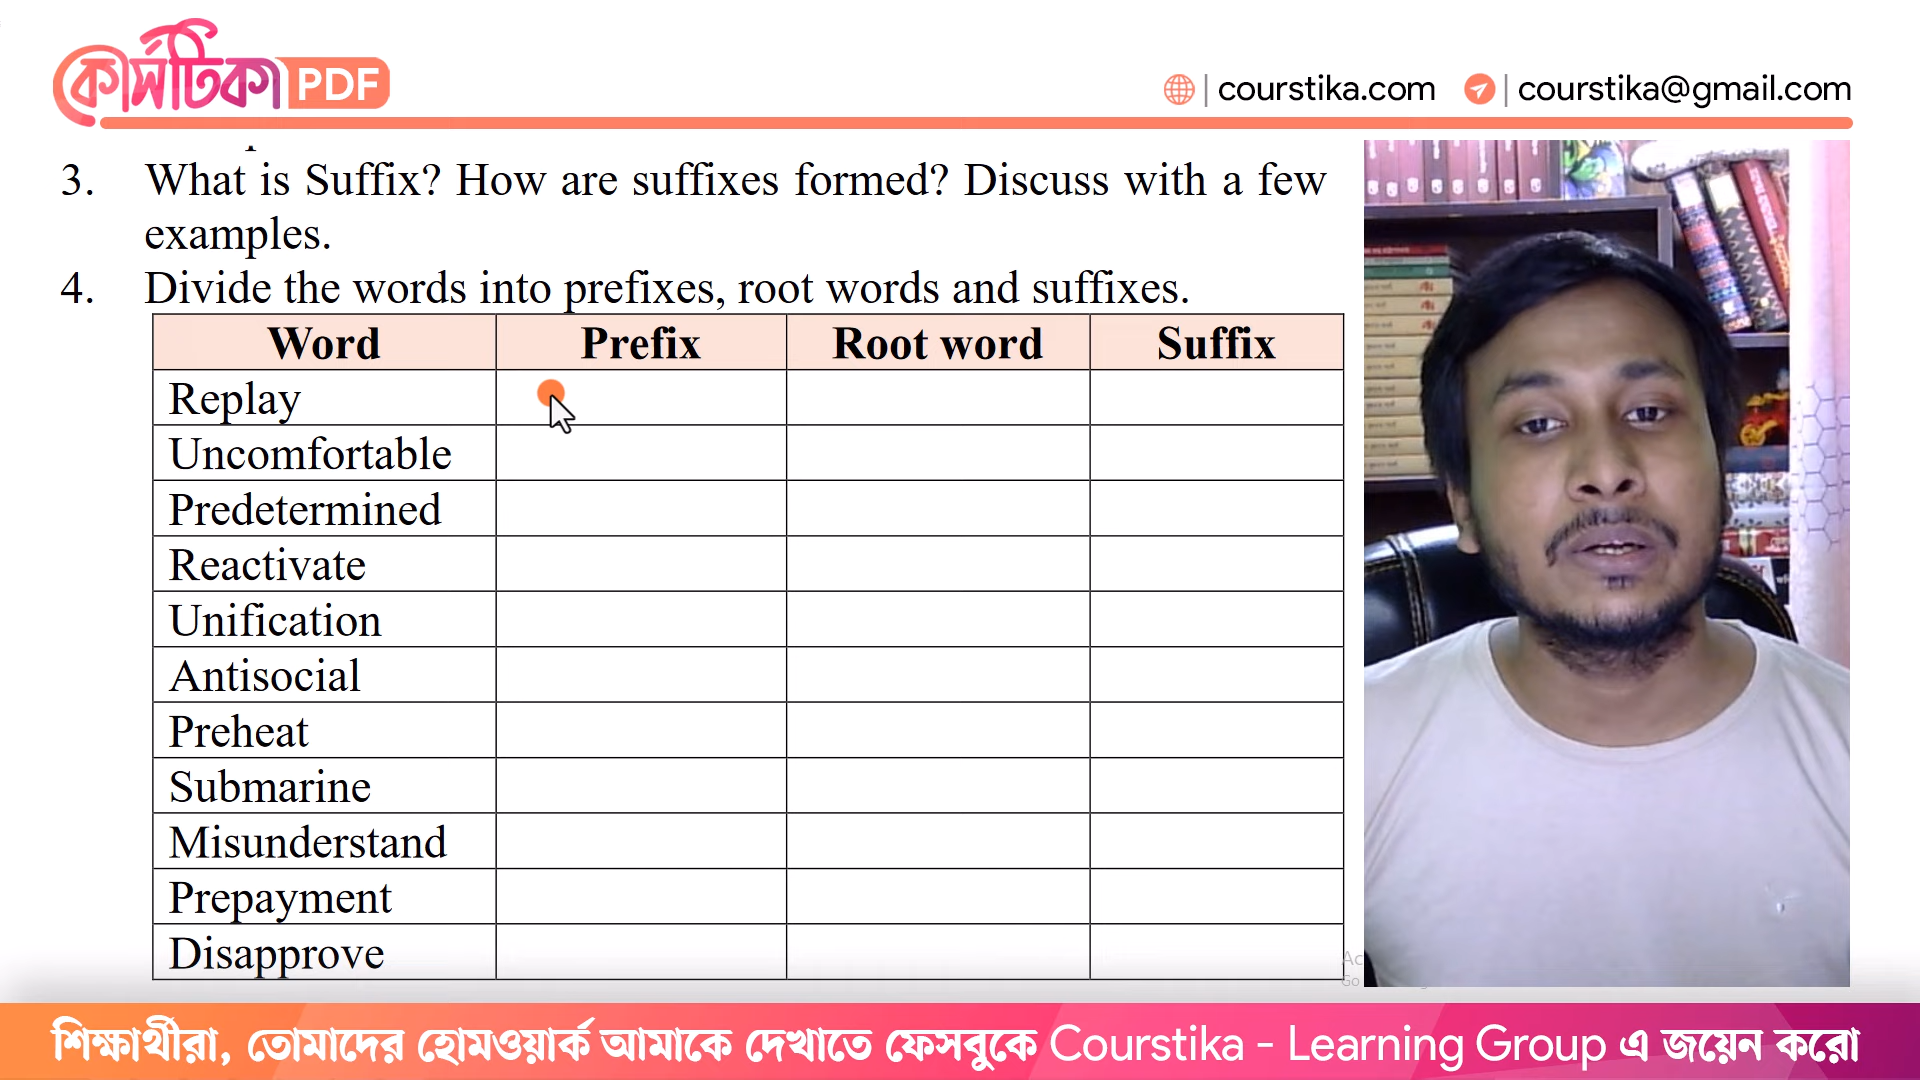 কোর্সটিকা PDF
courstika.com
courstika@gmail.com
3. What is Suffix? How are suffixes formed? Discuss with a few
examples.
4. Divide the words into prefixes, root words and suffixes.
Word Prefix Root word Suffix
Replay
Uncomfortable
Predetermined
Reactivate
Unification
Antisocial
Preheat
Submarine
Misunderstand
Prepayment
Disapprove
শিক্ষার্থীরা, তোমাদের হোমওয়ার্ক আমাকে দেখাতে ফেসবুকে Courstika - Learning Group এ জয়েন করো